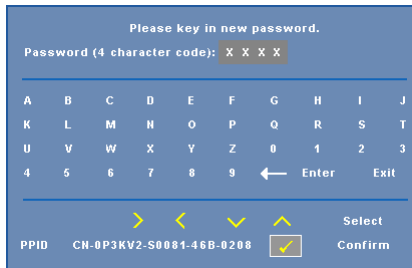 Please key in new password.
Password (4 character code): X X X X
A B C D E F G H I J
K L M N O P Q R S T
U V W X Y Z 0 1 2 3
4 5 6 7 8 9 Enter Exit
Select
PPID CN-0P3KV2-S0081-46B-0208 Confirm